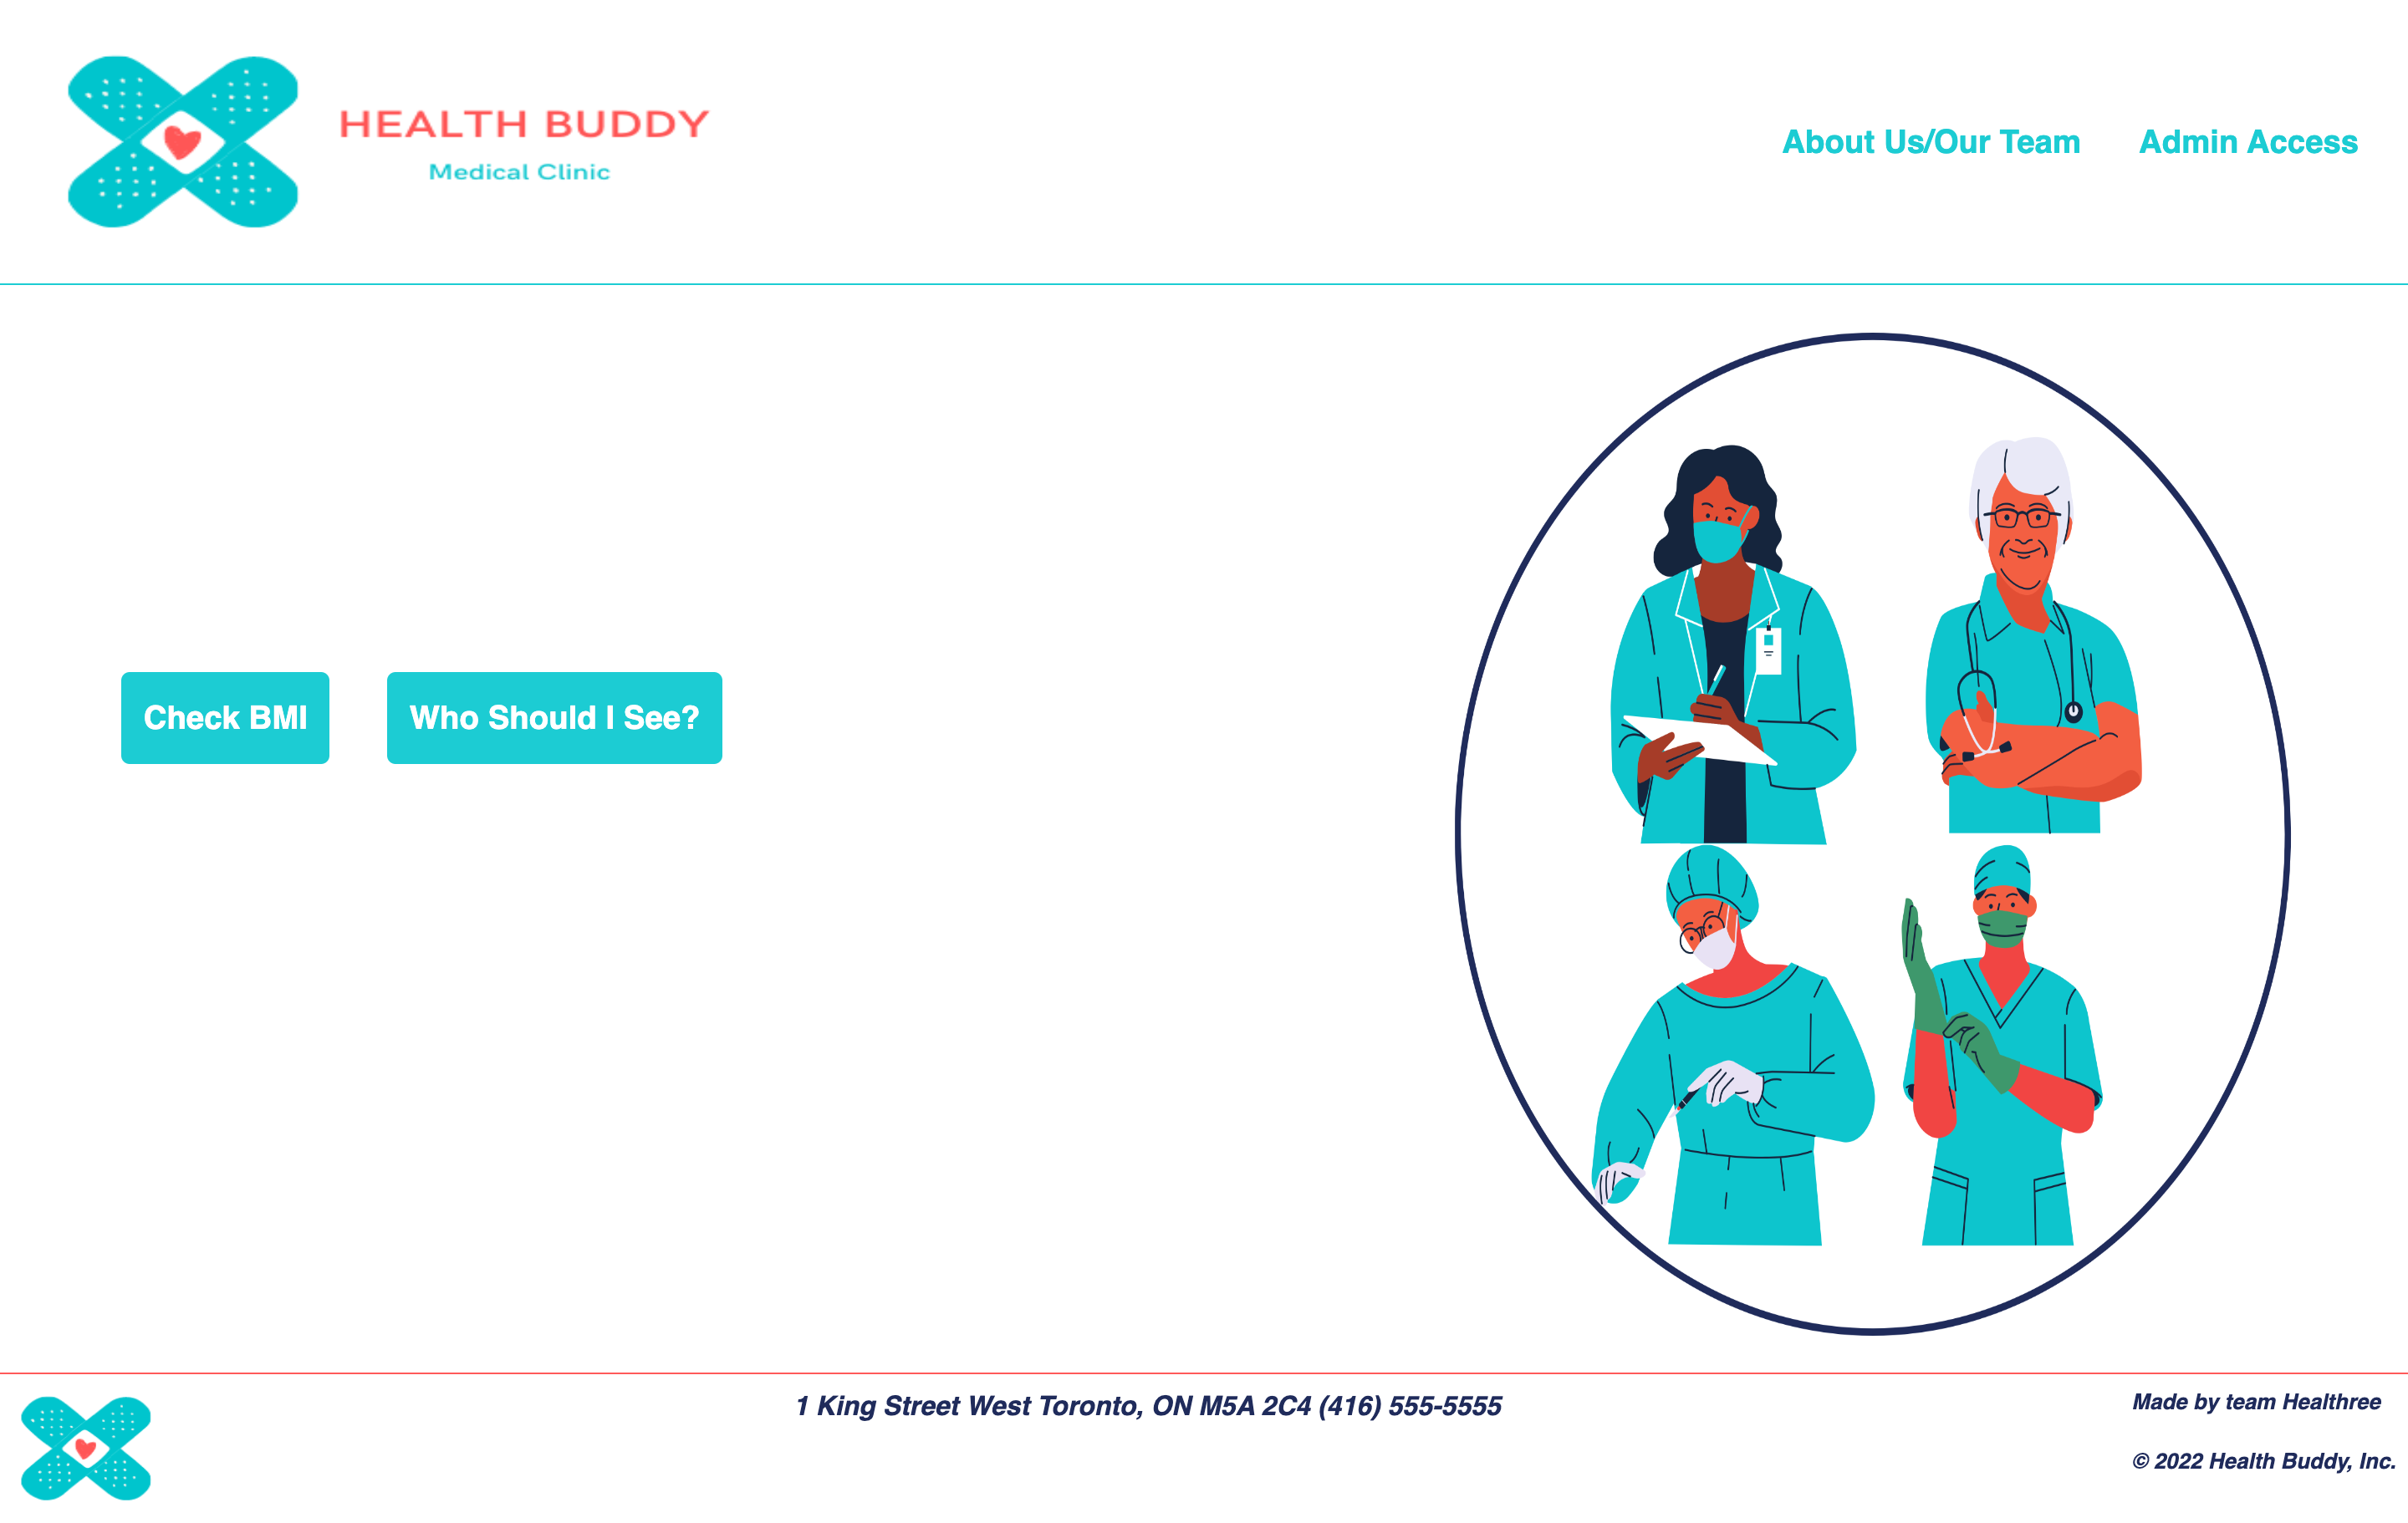 HEALTH BUDDY
Medical Clinic
About Us/Our Team
Admin Access
Check BMI
Who Should I See?
1 King Street West Toronto, ON M5A 2C4 (416) 555-5555
Made by team Healthree
© 2022 Health Buddy, Inc.